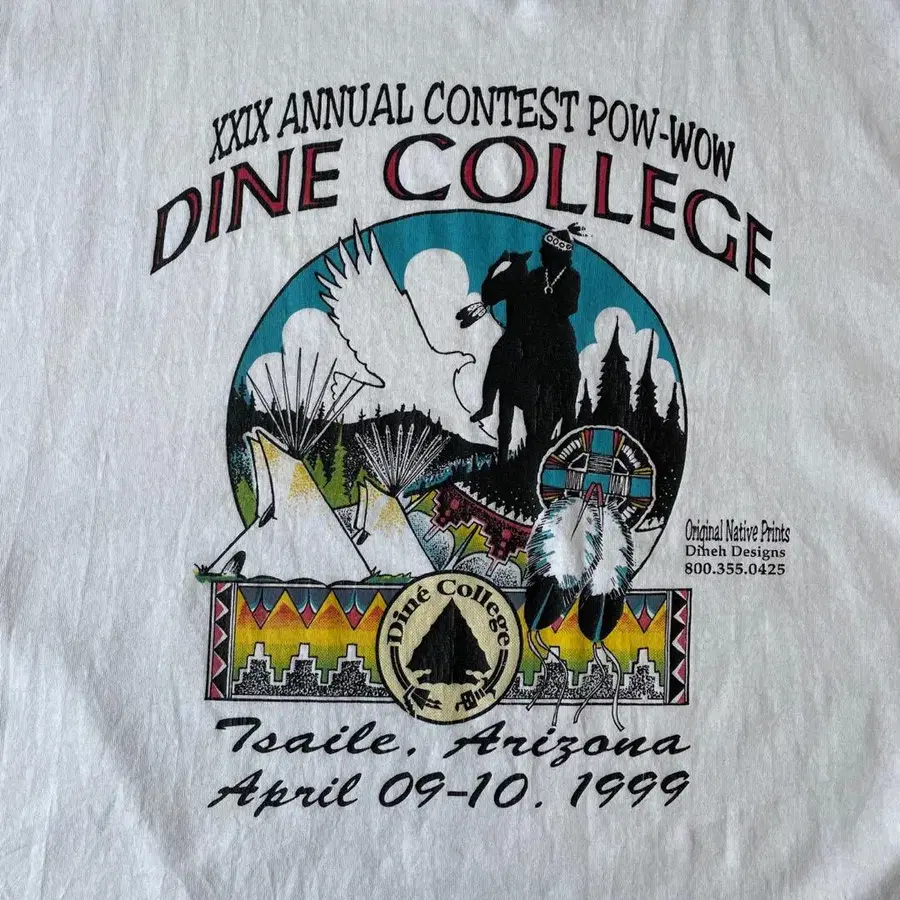 XXIX ANNUAL CONTEST POW-WOW
DINE COLLEGE
Original Native Prints
Dineh Designs
800.355.0425
Diné College
Tsaile, Arizona
April 09-10, 1999